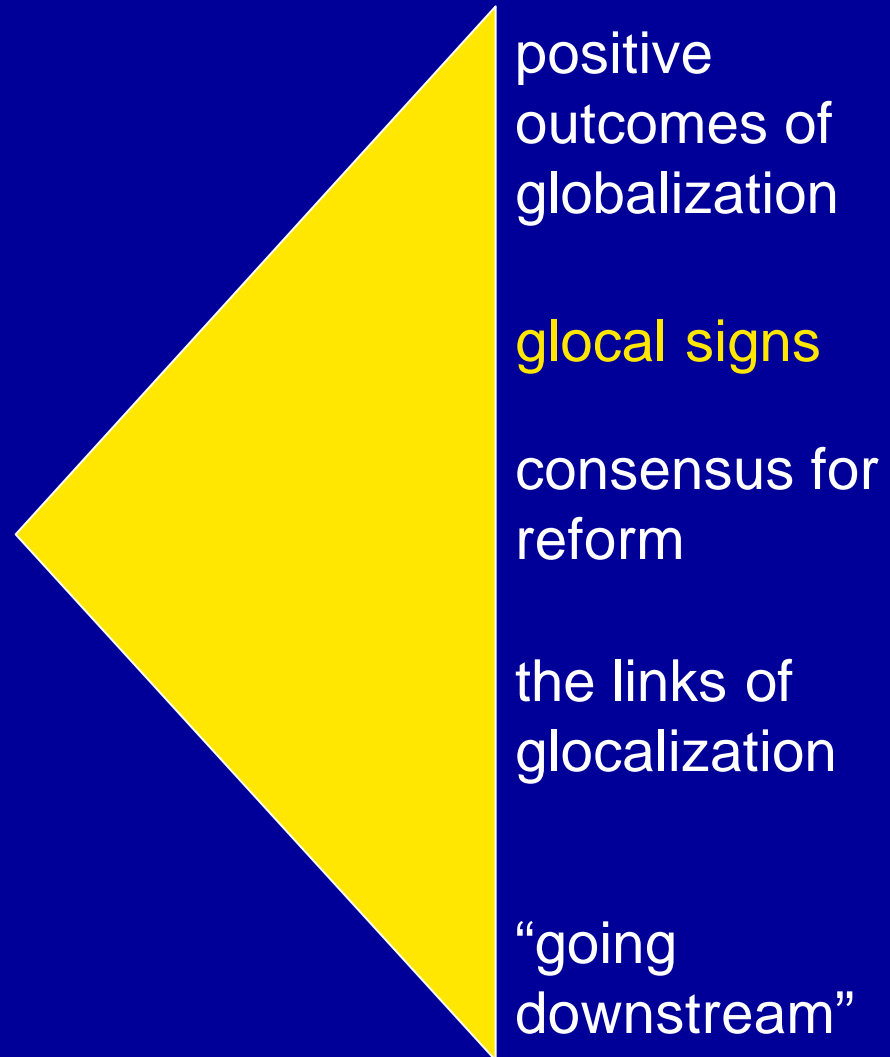 positive
outcomes of
globalization
glocal signs
consensus for
reform
the links of
glocalization
“going
downstream”